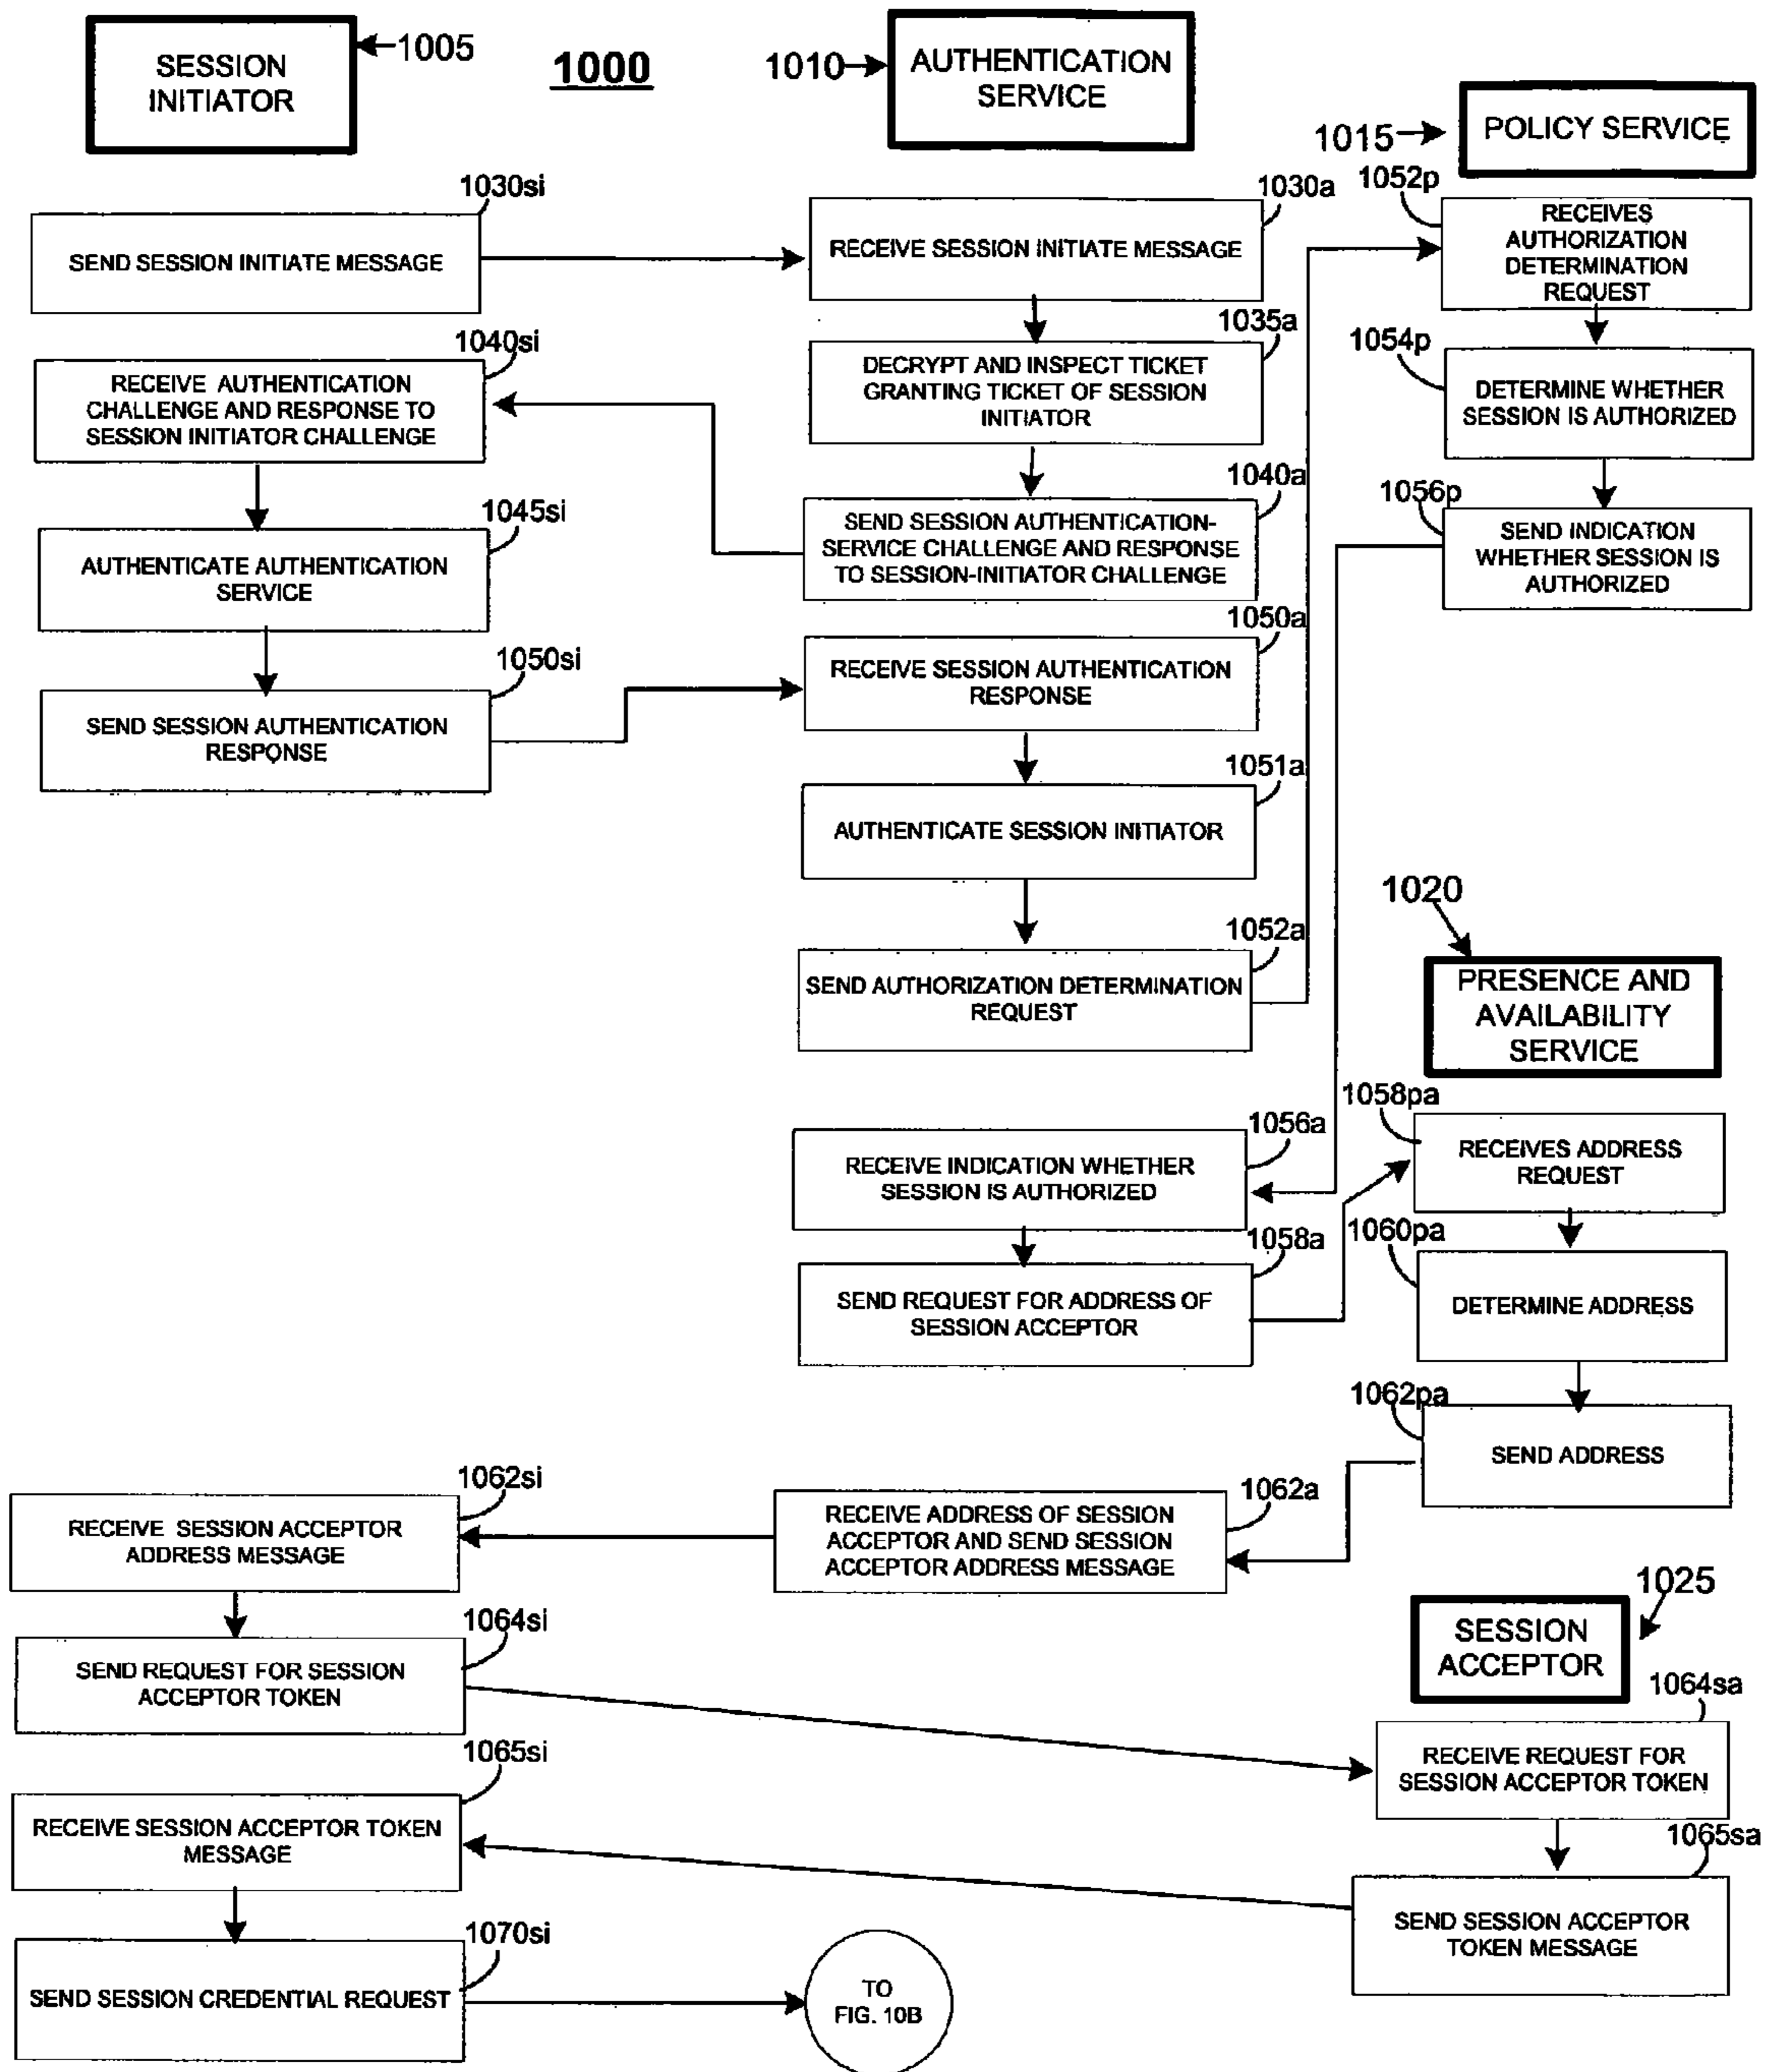 SESSION
INITIATOR
1005
1000
1010
AUTHENTICATION
SERVICE
1015
POLICY SERVICE
1030si
SEND SESSION INITIATE MESSAGE
1030a
RECEIVE SESSION INITIATE MESSAGE
1052p
RECEIVES
AUTHORIZATION
DETERMINATION
REQUEST
1035a
DECRYPT AND INSPECT TICKET
GRANTING TICKET OF SESSION
INITIATOR
1040si
RECEIVE AUTHENTICATION
CHALLENGE AND RESPONSE TO
SESSION INITIATOR CHALLENGE
1054p
DETERMINE WHETHER
SESSION IS AUTHORIZED
1040a
SEND SESSION AUTHENTICATION-
SERVICE CHALLENGE AND RESPONSE
TO SESSION-INITIATOR CHALLENGE
1056p
SEND INDICATION
WHETHER SESSION IS
AUTHORIZED
1045si
AUTHENTICATE AUTHENTICATION
SERVICE
1050a
RECEIVE SESSION AUTHENTICATION
RESPONSE
1050si
SEND SESSION AUTHENTICATION
RESPONSE
1051a
AUTHENTICATE SESSION INITIATOR
1052a
SEND AUTHORIZATION DETERMINATION
REQUEST
1020
PRESENCE AND
AVAILABILITY
SERVICE
1056a
RECEIVE INDICATION WHETHER
SESSION IS AUTHORIZED
1058pa
RECEIVES ADDRESS
REQUEST
1058a
SEND REQUEST FOR ADDRESS OF
SESSION ACCEPTOR
1060pa
DETERMINE ADDRESS
1062pa
SEND ADDRESS
1062si
RECEIVE SESSION ACCEPTOR
ADDRESS MESSAGE
1062a
RECEIVE ADDRESS OF SESSION
ACCEPTOR AND SEND SESSION
ACCEPTOR ADDRESS MESSAGE
1025
SESSION
ACCEPTOR
1064si
SEND REQUEST FOR SESSION
ACCEPTOR TOKEN
1064sa
RECEIVE REQUEST FOR
SESSION ACCEPTOR TOKEN
1065si
RECEIVE SESSION ACCEPTOR TOKEN
MESSAGE
1065sa
SEND SESSION ACCEPTOR
TOKEN MESSAGE
1070si
SEND SESSION CREDENTIAL REQUEST
TO
FIG. 10B